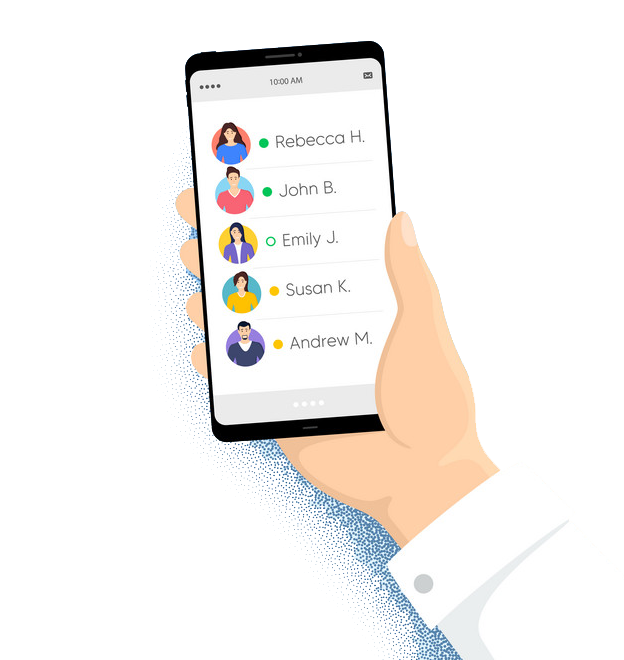 10:00 AM
Rebecca H.
John B.
Emily J.
Susan K.
Andrew M.